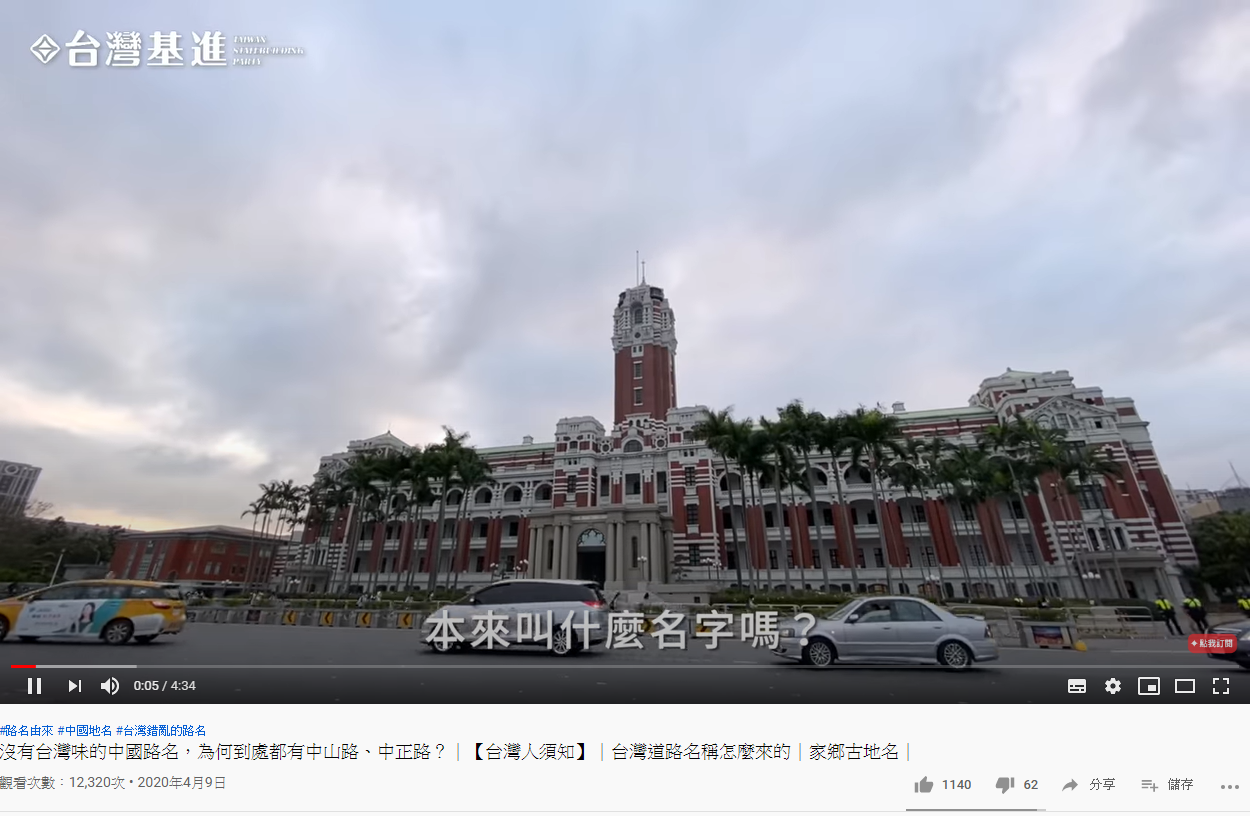 台灣基進 TAIWAN STATEBUILDING PARTY
本來叫什麼名字嗎？
點我訂閱
0:05 / 4:34
#路名由來 #中國地名 #台灣錯亂的路名
沒有台灣味的中國路名，為何到處都有中山路、中正路？｜【台灣人須知】｜台灣道路名稱怎麼來的｜家鄉古地名｜
觀看次數：12,320次 • 2020年4月9日
1140 62 分享 儲存